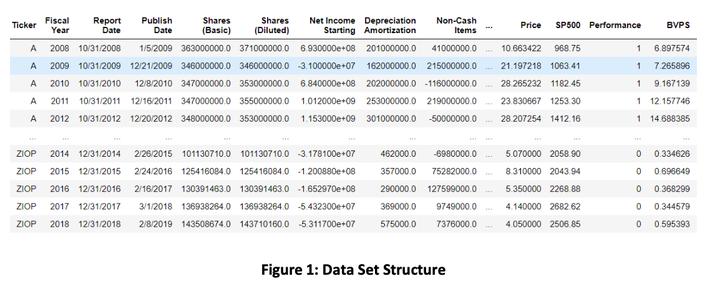 Ticker Fiscal Year Report Date Publish Date Shares (Basic) Shares (Diluted) Net Income Starting Depreciation Amortization Non-Cash Items ... Price SP500 Performance BVPS
A 2008 10/31/2008 1/5/2009 363000000.0 371000000.0 6.930000e+08 201000000.0 41000000.0 ... 10.663422 968.75 1 6.897574
A 2009 10/31/2009 12/21/2009 346000000.0 346000000.0 -3.100000e+07 162000000.0 215000000.0 ... 21.197218 1063.41 1 7.265896
A 2010 10/31/2010 12/8/2010 347000000.0 353000000.0 6.840000e+08 202000000.0 -116000000.0 ... 28.265232 1182.45 1 9.167139
A 2011 10/31/2011 12/16/2011 347000000.0 355000000.0 1.012000e+09 253000000.0 219000000.0 ... 23.830667 1253.30 1 12.157746
A 2012 10/31/2012 12/20/2012 348000000.0 353000000.0 1.153000e+09 301000000.0 -50000000.0 ... 28.207254 1412.16 1 14.688385
... ... ... ... ... ... ... ... ... ... ... ... ... ...
ZIOP 2014 12/31/2014 2/26/2015 101130710.0 101130710.0 -3.178100e+07 462000.0 -6980000.0 ... 5.070000 2058.90 0 0.334626
ZIOP 2015 12/31/2015 2/24/2016 125416084.0 125416084.0 -1.200880e+08 357000.0 75282000.0 ... 8.310000 2043.94 0 0.696649
ZIOP 2016 12/31/2016 2/16/2017 130391463.0 130391463.0 -1.652970e+08 290000.0 127599000.0 ... 5.350000 2268.88 0 0.368299
ZIOP 2017 12/31/2017 3/1/2018 136938264.0 136938264.0 -5.432300e+07 369000.0 9749000.0 ... 4.140000 2682.62 0 0.344579
ZIOP 2018 12/31/2018 2/8/2019 143508674.0 143710160.0 -5.311700e+07 575000.0 7376000.0 ... 4.050000 2506.85 0 0.595393
Figure 1: Data Set Structure